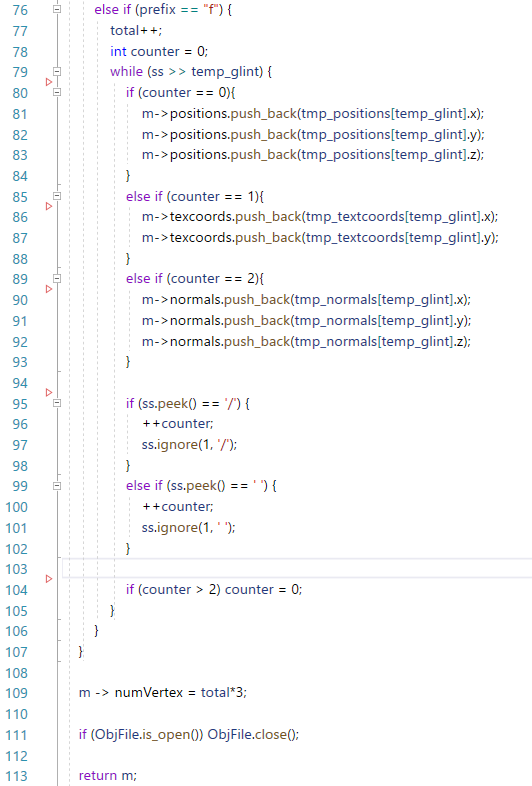 76 else if (prefix == "f") {
77 total++;
78 int counter = 0;
79 while (ss >> temp_glint) {
80 if (counter == 0){
81 m->positions.push_back(tmp_positions[temp_glint].x);
82 m->positions.push_back(tmp_positions[temp_glint].y);
83 m->positions.push_back(tmp_positions[temp_glint].z);
84 }
85 else if (counter == 1){
86 m->texcoords.push_back(tmp_textcoords[temp_glint].x);
87 m->texcoords.push_back(tmp_textcoords[temp_glint].y);
88 }
89 else if (counter == 2){
90 m->normals.push_back(tmp_normals[temp_glint].x);
91 m->normals.push_back(tmp_normals[temp_glint].y);
92 m->normals.push_back(tmp_normals[temp_glint].z);
93 }
94
95 if (ss.peek() == '/') {
96 ++counter;
97 ss.ignore(1, '/');
98 }
99 else if (ss.peek() == ' ') {
100 ++counter;
101 ss.ignore(1, ' ');
102 }
103
104 if (counter > 2) counter = 0;
105 }
106 }
107 }
108
109 m -> numVertex = total*3;
110
111 if (ObjFile.is_open()) ObjFile.close();
112
113 return m;